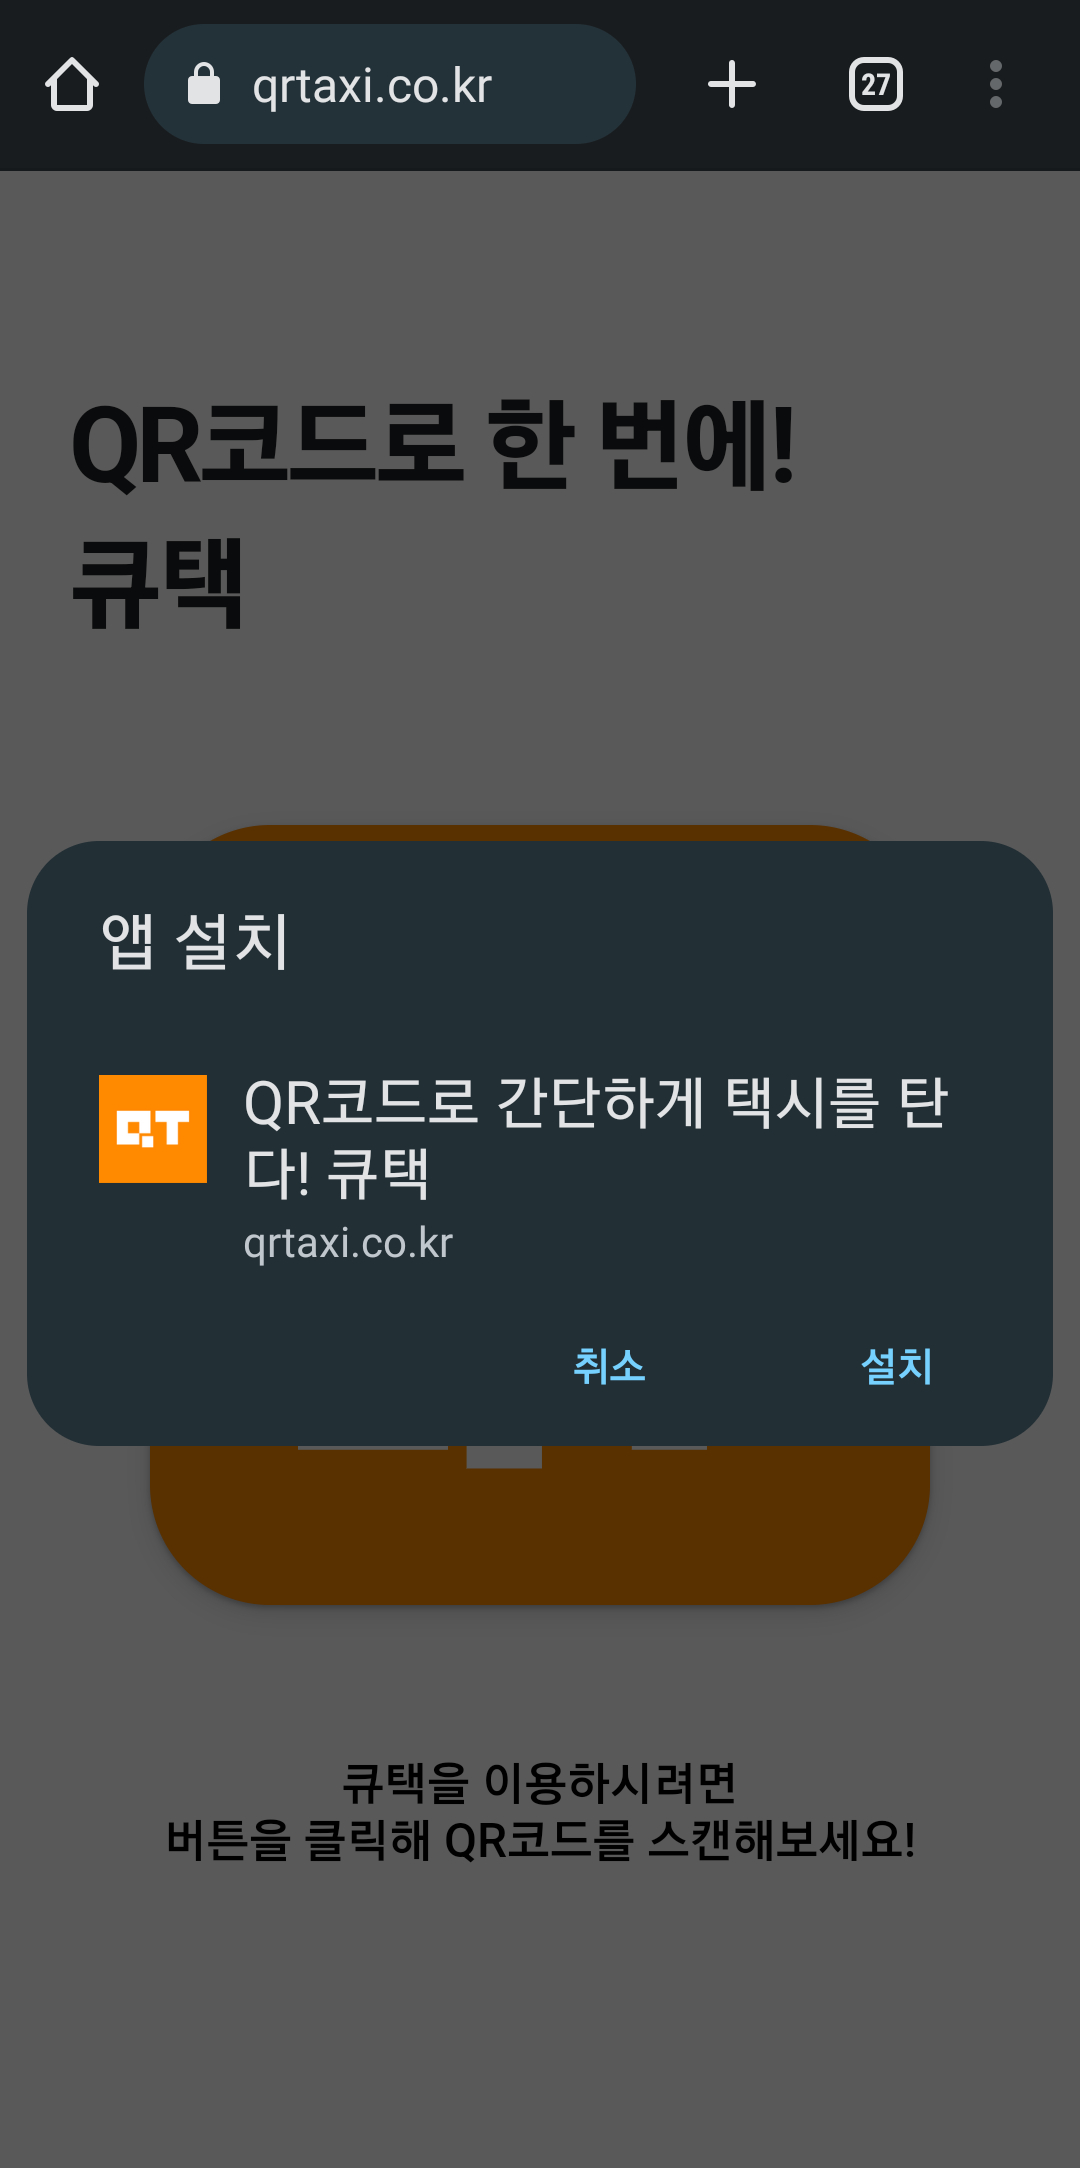 qrtaxi.co.kr
27
QR코드로 한 번에!
큐택
앱 설치
QT
QR코드로 간단하게 택시를 탄
다! 큐택
qrtaxi.co.kr
취소
설치
큐택을 이용하시려면
버튼을 클릭해 QR코드를 스캔해보세요!